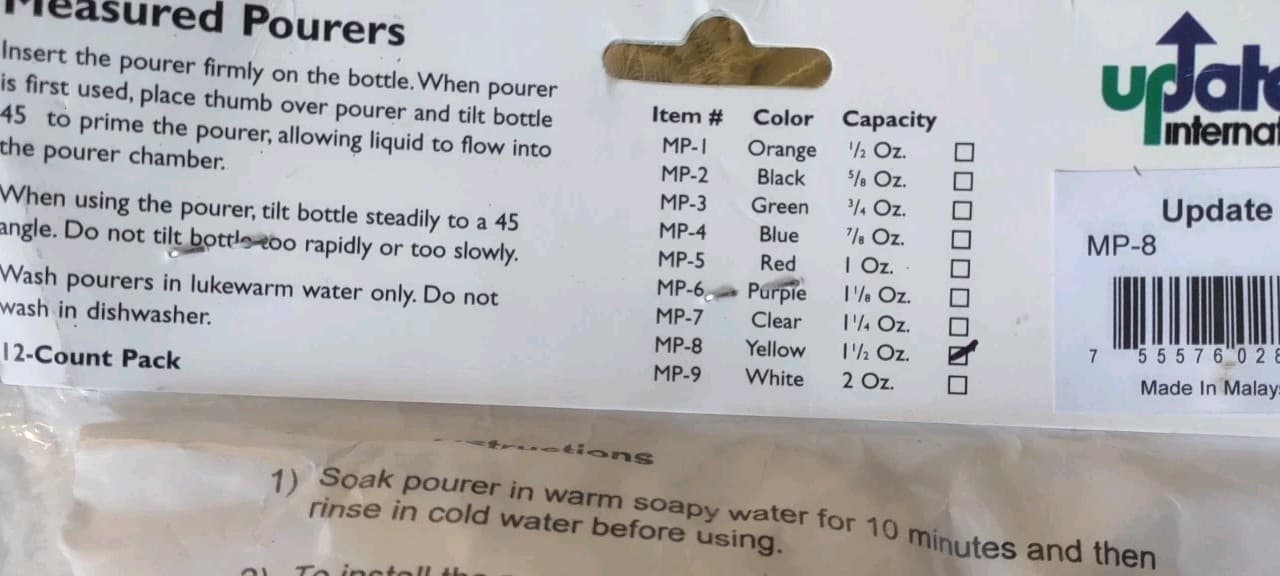 Measured Pourers
Insert the pourer firmly on the bottle. When pourer
is first used, place thumb over pourer and tilt bottle
45 to prime the pourer, allowing liquid to flow into
the pourer chamber.
When using the pourer, tilt bottle steadily to a 45
angle. Do not tilt bottle too rapidly or too slowly.
Wash pourers in lukewarm water only. Do not
wash in dishwasher.
12-Count Pack
Item # Color Capacity
MP-1 Orange 1/2 Oz.
MP-2 Black 5/8 Oz.
MP-3 Green 3/4 Oz.
MP-4 Blue 7/8 Oz.
MP-5 Red 1 Oz.
MP-6 Purple 1 1/8 Oz.
MP-7 Clear 1 1/4 Oz.
MP-8 Yellow 1 1/2 Oz.
MP-9 White 2 Oz.
update
internat
Update
MP-8
7 55576 028
Made In Malay
1) Soak pourer in warm soapy water for 10 minutes and then
rinse in cold water before using.
2) To install the